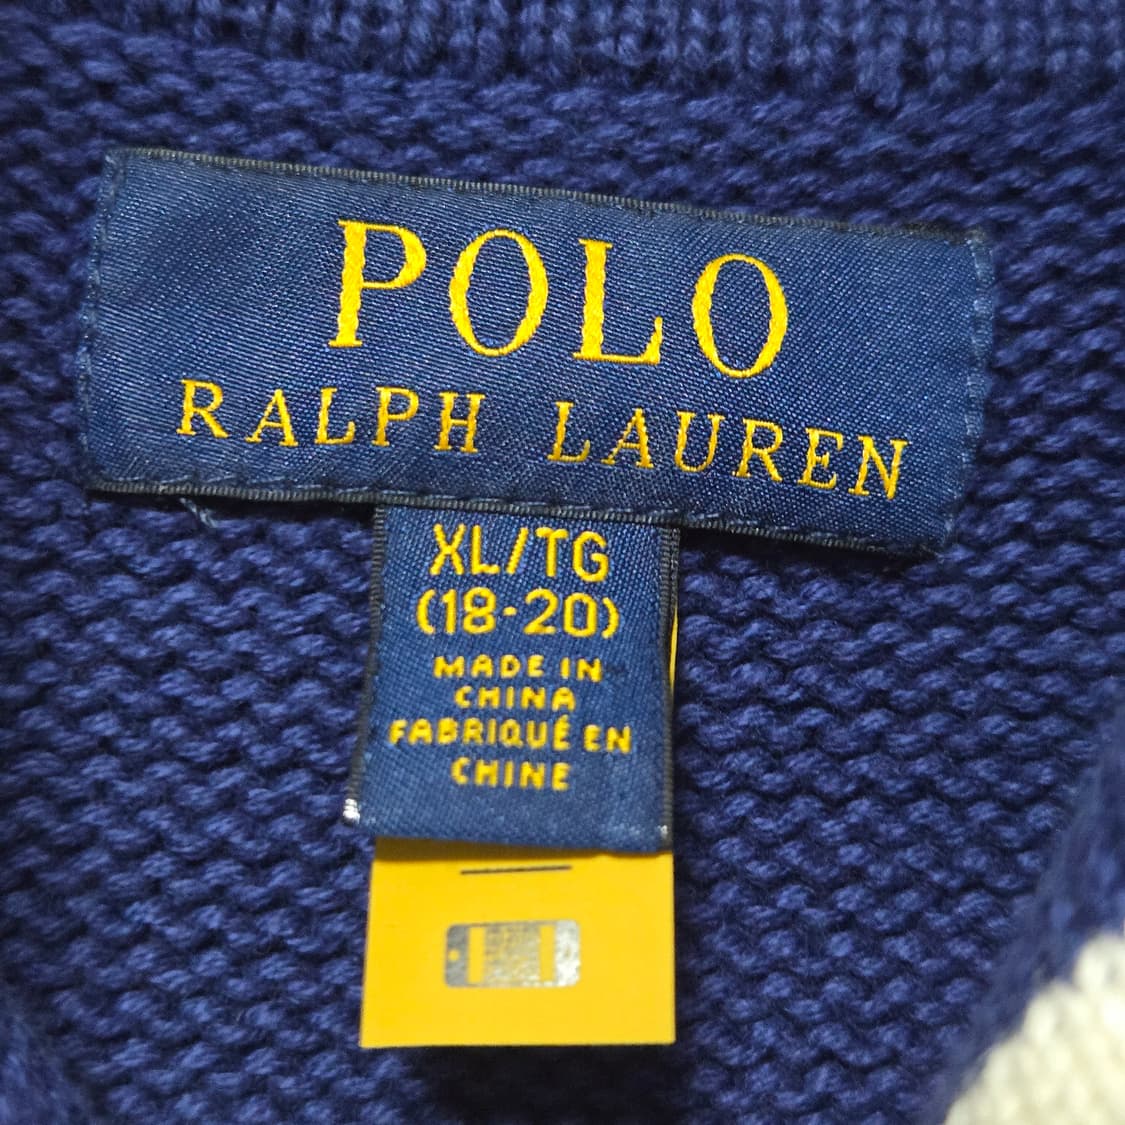 POLO
RALPH LAUREN
XL/TG
(18-20)
MADE IN
CHINA
FABRIQUÉ EN
CHINE